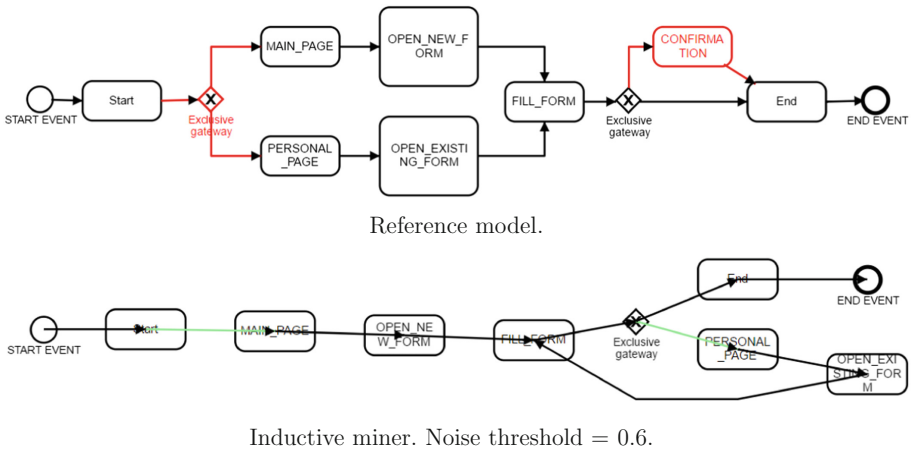 MAIN_PAGE
OPEN_NEW_F
ORM
CONFIRMA
TION
START EVENT
Start
X
Exclusive
gateway
FILL_FORM
X
Exclusive
gateway
End
END EVENT
PERSONAL
_PAGE
OPEN_EXISTI
NG_FORM
Reference model.
START EVENT
Start
MAIN_PAGE
OPEN_NE
W_FORM
FILL_FORM
X
Exclusive
gateway
End
END EVENT
PERSONAL
_PAGE
OPEN_EXI
STING_FOR
M
Inductive miner. Noise threshold = 0.6.